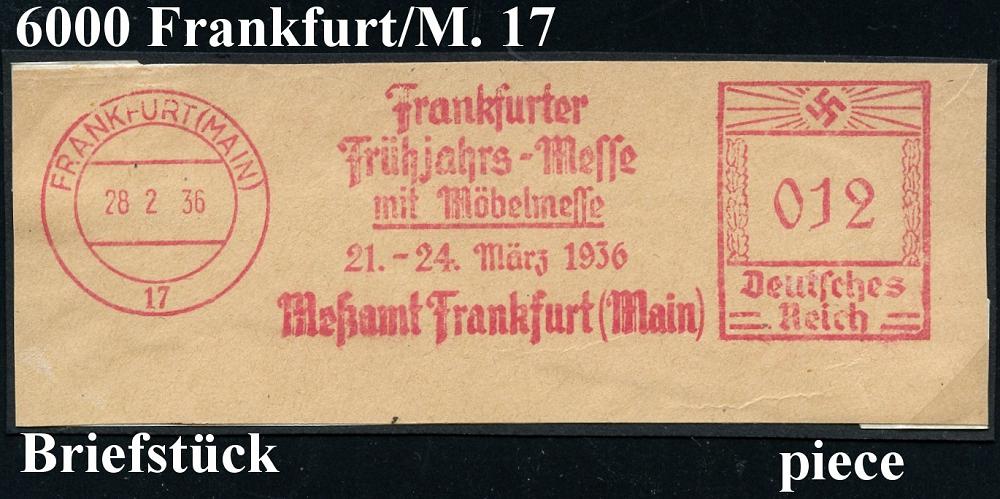 6000 Frankfurt/M. 17
FRANKFURT (MAIN)
28 2 36
17
Frankfurter
Frühjahrs-Messe
mit Möbelmesse
21.-24. März 1936
Meßamt Frankfurt (Main)
012
Deutsches
Reich
Briefstück
piece